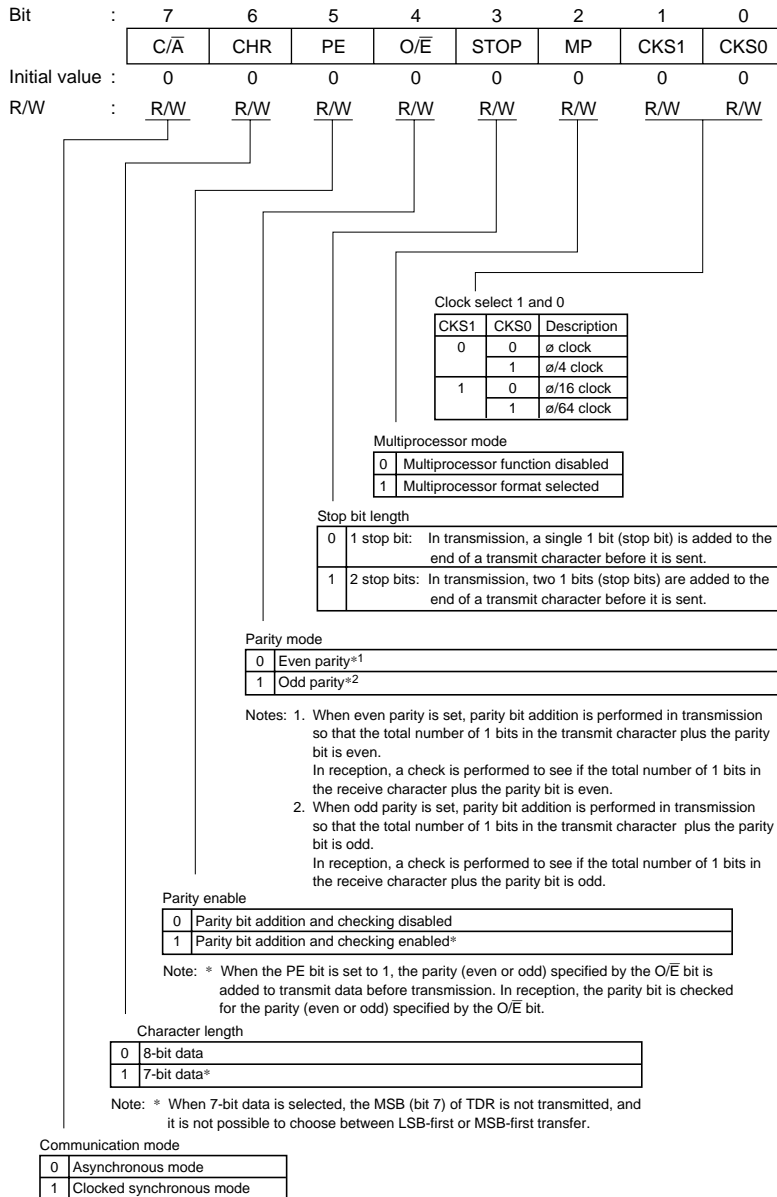 Bit : 7 6 5 4 3 2 1 0
C/A̅ CHR PE O/E̅ STOP MP CKS1 CKS0
Initial value : 0 0 0 0 0 0 0 0
R/W : R/W R/W R/W R/W R/W R/W R/W R/W
Clock select 1 and 0
CKS1 CKS0 Description
0 0 ø clock
1 ø/4 clock
1 0 ø/16 clock
1 ø/64 clock
Multiprocessor mode
0 Multiprocessor function disabled
1 Multiprocessor format selected
Stop bit length
0 1 stop bit: In transmission, a single 1 bit (stop bit) is added to the
end of a transmit character before it is sent.
1 2 stop bits: In transmission, two 1 bits (stop bits) are added to the
end of a transmit character before it is sent.
Parity mode
0 Even parity*1
1 Odd parity*2
Notes: 1. When even parity is set, parity bit addition is performed in transmission
so that the total number of 1 bits in the transmit character plus the parity
bit is even.
In reception, a check is performed to see if the total number of 1 bits in
the receive character plus the parity bit is even.
2. When odd parity is set, parity bit addition is performed in transmission
so that the total number of 1 bits in the transmit character plus the parity
bit is odd.
In reception, a check is performed to see if the total number of 1 bits in
the receive character plus the parity bit is odd.
Parity enable
0 Parity bit addition and checking disabled
1 Parity bit addition and checking enabled*
Note: * When the PE bit is set to 1, the parity (even or odd) specified by the O/E̅ bit is
added to transmit data before transmission. In reception, the parity bit is checked
for the parity (even or odd) specified by the O/E̅ bit.
Character length
0 8-bit data
1 7-bit data*
Note: * When 7-bit data is selected, the MSB (bit 7) of TDR is not transmitted, and
it is not possible to choose between LSB-first or MSB-first transfer.
Communication mode
0 Asynchronous mode
1 Clocked synchronous mode